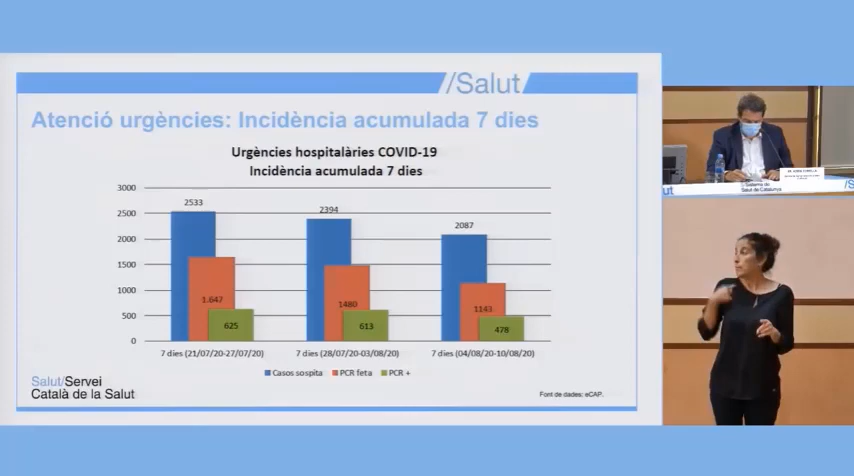 /Salut
Atenció urgències: Incidència acumulada 7 dies
Urgències hospitalàries COVID-19
Incidència acumulada 7 dies
3000
2500
2000
1500
1000
500
0
2533
1.647
625
2394
1480
613
2087
1143
478
7 dies (21/07/20-27/07/20)
7 dies (28/07/20-03/08/20)
7 dies (04/08/20-10/08/20)
Casos sospita
PCR feta
PCR +
Salut/Servei
Català de la Salut
Font de dades: eCAP.
Sistema de
Salut de Catalunya